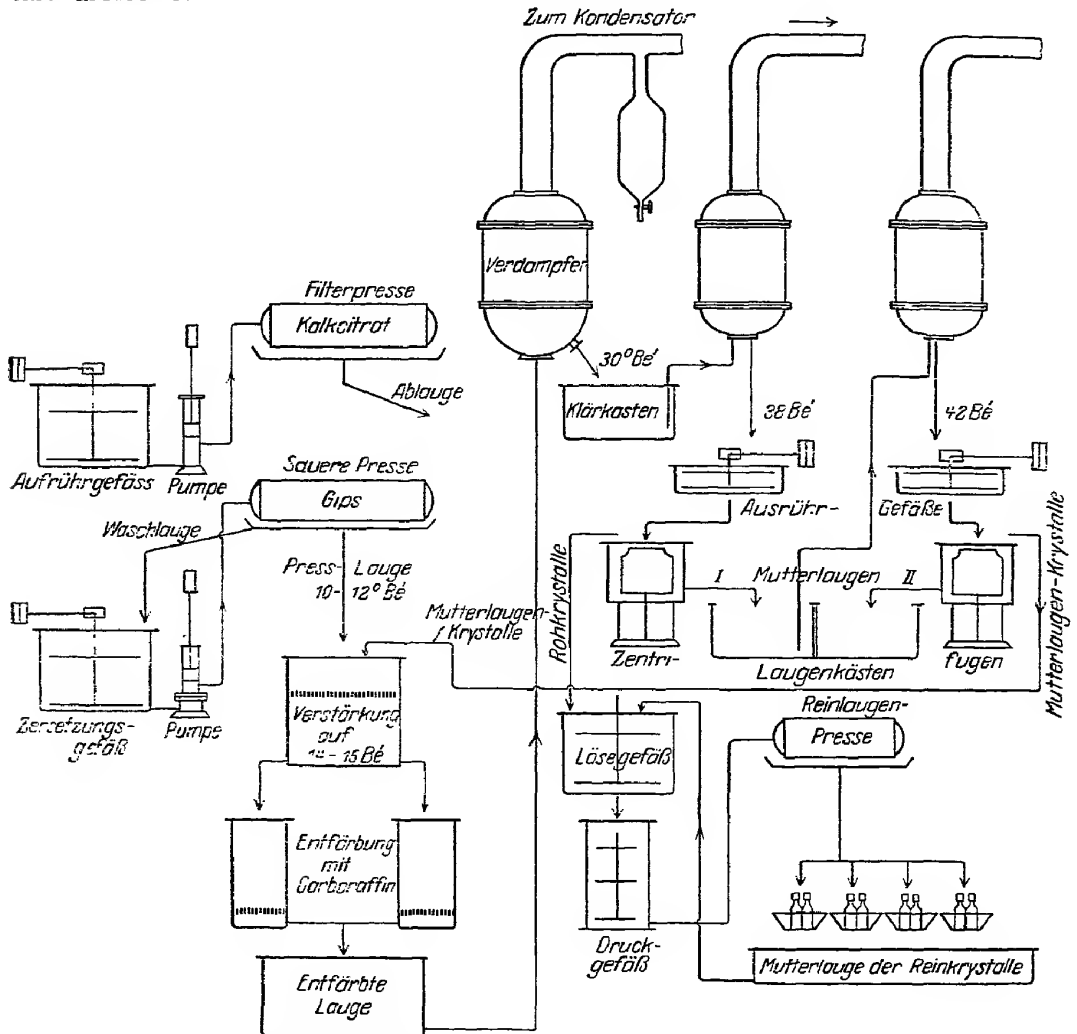 Zum Kondensator
Verdampfer
Filterpresse
Kalkcitrat
30° Bé
Ablauge
Klärkasten
38 Bé
42 Bé
Aufrührgefäss
Pumpe
Sauere Presse
Gips
Ausrühr-
Gefäße
Waschlauge
Press-
Lauge
10-
12° Bé
Rohkrystalle
I
Mutterlaugen
II
Mutterlaugen-Krystalle
Mutterlaugen-
Krystalle
Zentri-
fugen
Laugenkästen
Zersetzungs-
gefäß
Pumpe
Verstärkung
auf
15 Bé
Reinlaugen-
Presse
Lösegefäß
Entfärbung
mit
Carboraffin
Druck-
gefäß
Entfärbte
Lauge
Mutterlauge der Reinkrystalle